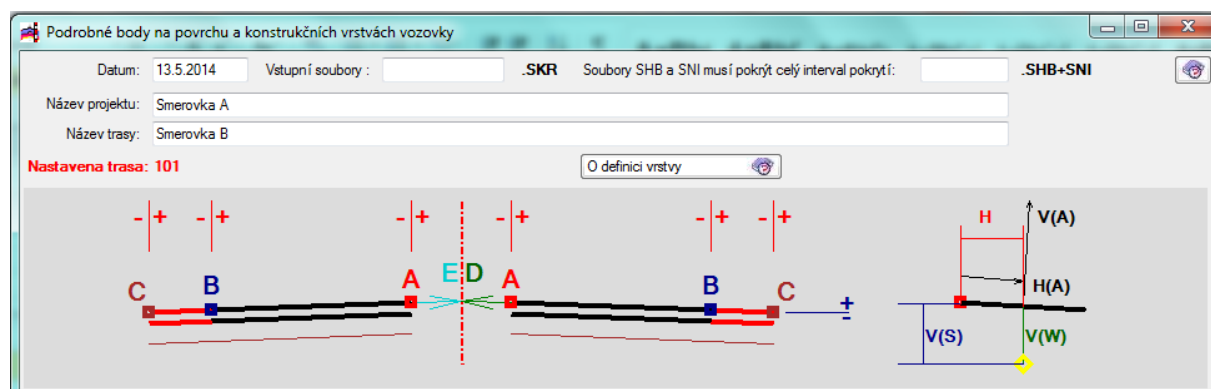 Podrobné body na povrchu a konstrukčních vrstvách vozovky
Datum: 13.5.2014 Vstupní soubory : .SKR Soubory SHB a SNI musí pokrýt celý interval pokrytí: .SHB+SNI
Název projektu: Smerovka A
Název trasy: Smerovka B
Nastavena trasa: 101 O definici vrstvy
- + - + - + - + - + - + H V(A)
C B A E D A B C + - H(A)
V(S) V(W)